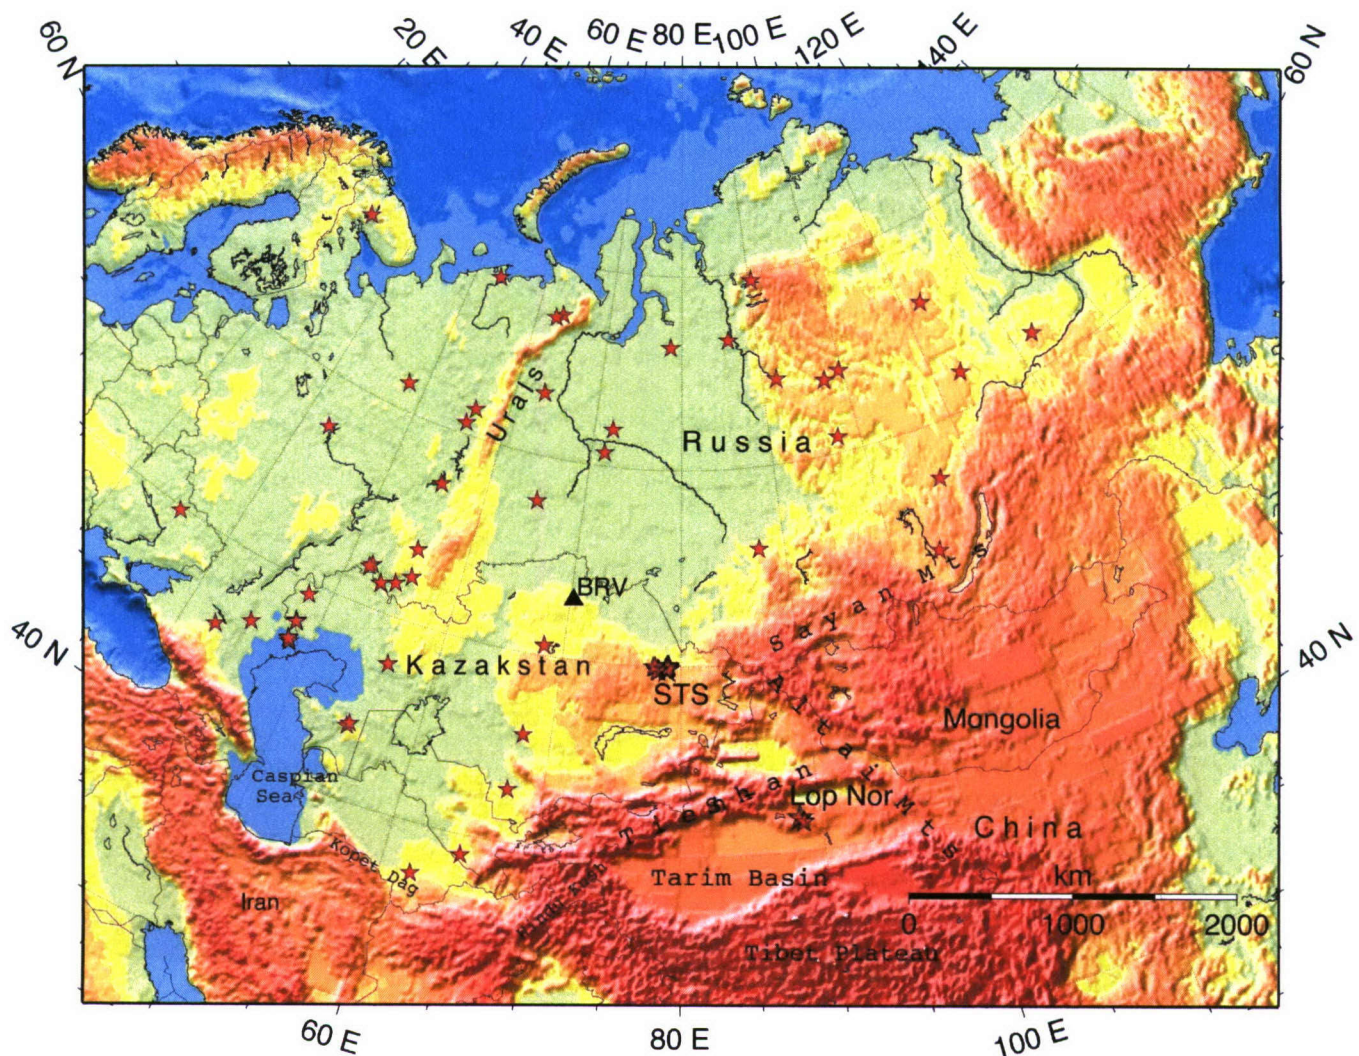 20 E 40 E 60 E 80 E 100 E 120 E 140 E
60 N
60 N
Urals
Russia
BRV
40 N
40 N
Kazakstan
STS
Sayan Mts
Altai Mts
Mongolia
Caspian
Sea
Tieshan
Lop Nor
China
Kopet Dag
Tarim Basin
km
Iran
Hindu Kush
0 1000 2000
Tibet Plateau
60 E 80 E 100 E